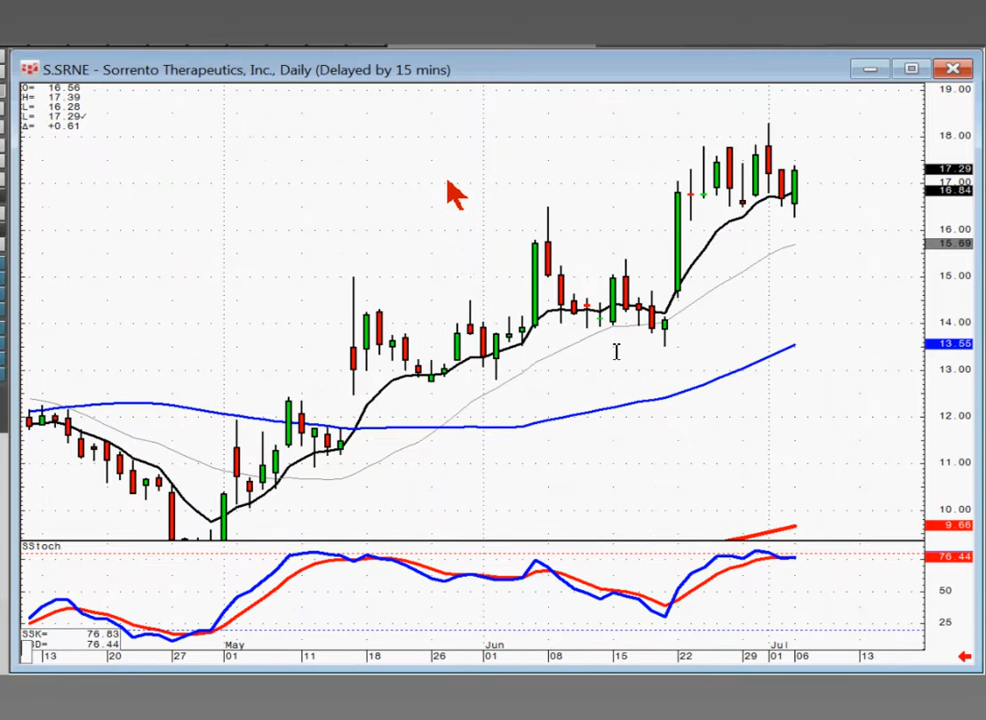 S.SRNE - Sorrento Therapeutics, Inc., Daily (Delayed by 15 mins)
O= 16.56
H= 17.39
L= 16.28
L= 17.29✓
Δ= +0.61
19.00
18.00
17.29
17.00
16.84
16.00
15.69
15.00
14.00
13.55
13.00
12.00
11.00
10.00
9.66
SStoch
76.44
50
25
SSK= 76.83
D= 76.44
May
Jun
Jul
13 20 27 01 11 18 26 01 08 15 22 29 01 06 13